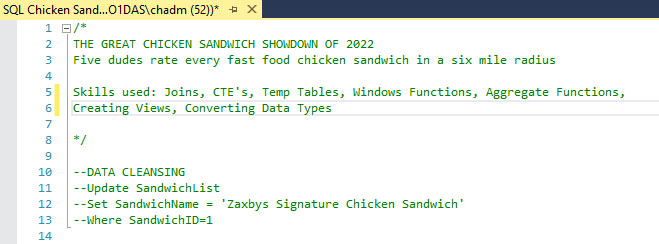 SQL Chicken Sand...O1DAS\chadm (52))*
1 /*
2 THE GREAT CHICKEN SANDWICH SHOWDOWN OF 2022
3 Five dudes rate every fast food chicken sandwich in a six mile radius
4
5 Skills used: Joins, CTE's, Temp Tables, Windows Functions, Aggregate Functions,
6 Creating Views, Converting Data Types
7
8 */
9
10 --DATA CLEANSING
11 --Update SandwichList
12 --Set SandwichName = 'Zaxbys Signature Chicken Sandwich'
13 --Where SandwichID=1
14